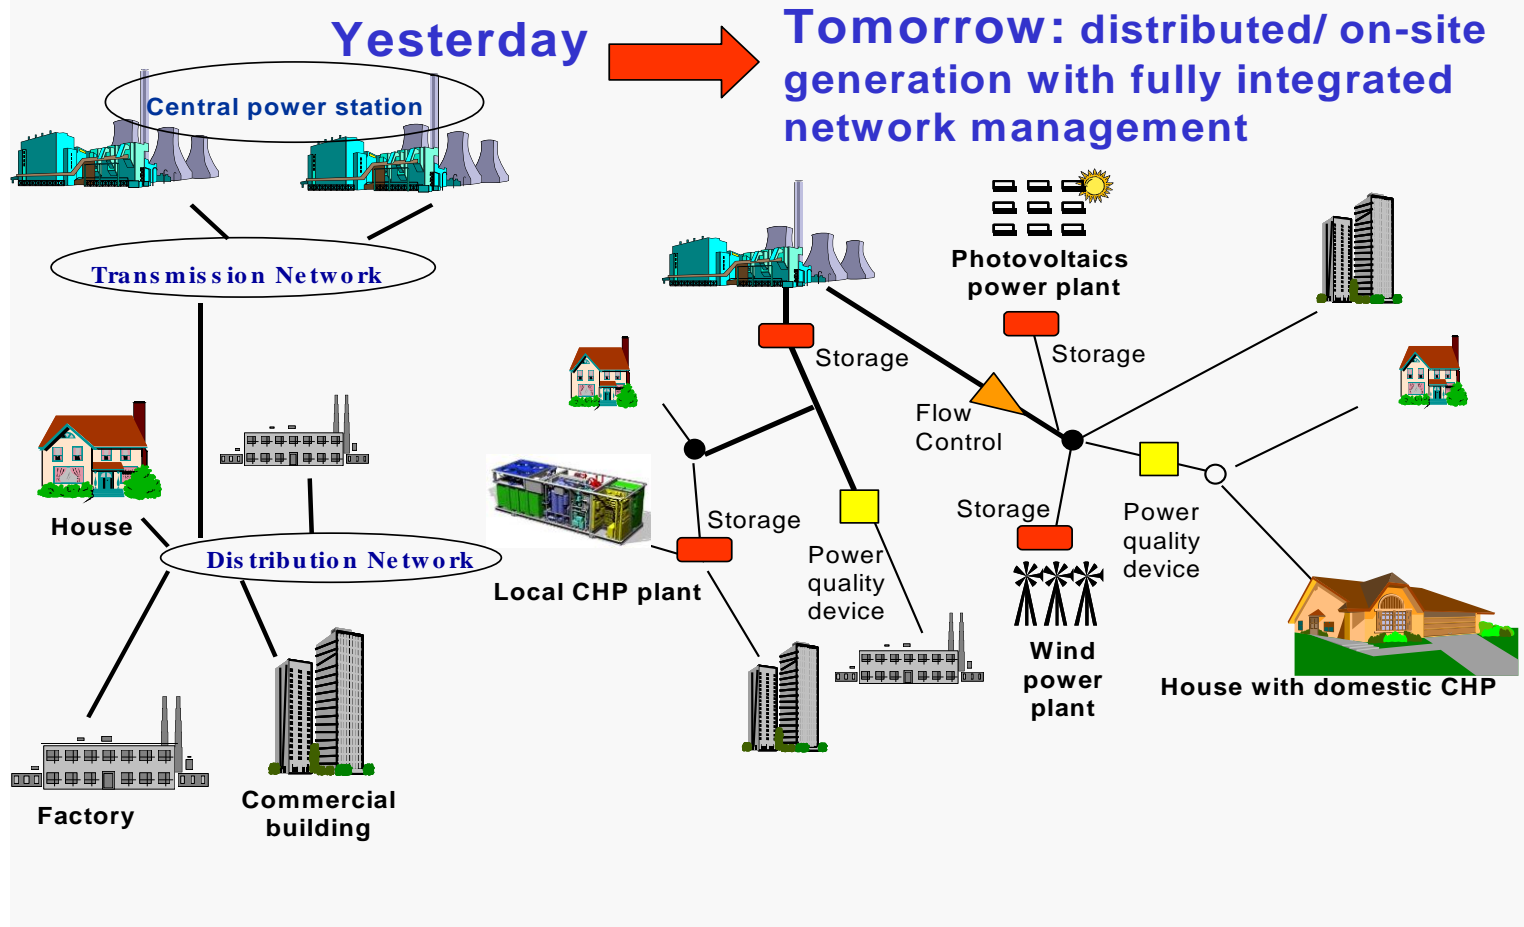 Yesterday
Tomorrow: distributed/ on-site
generation with fully integrated
network management
Central power station
Transmission Network
House
Distribution Network
Factory
Commercial
building
Storage
Storage
Local CHP plant
Power
quality
device
Photovoltaics
power plant
Storage
Flow
Control
Storage
Wind
power
plant
Power
quality
device
House with domestic CHP